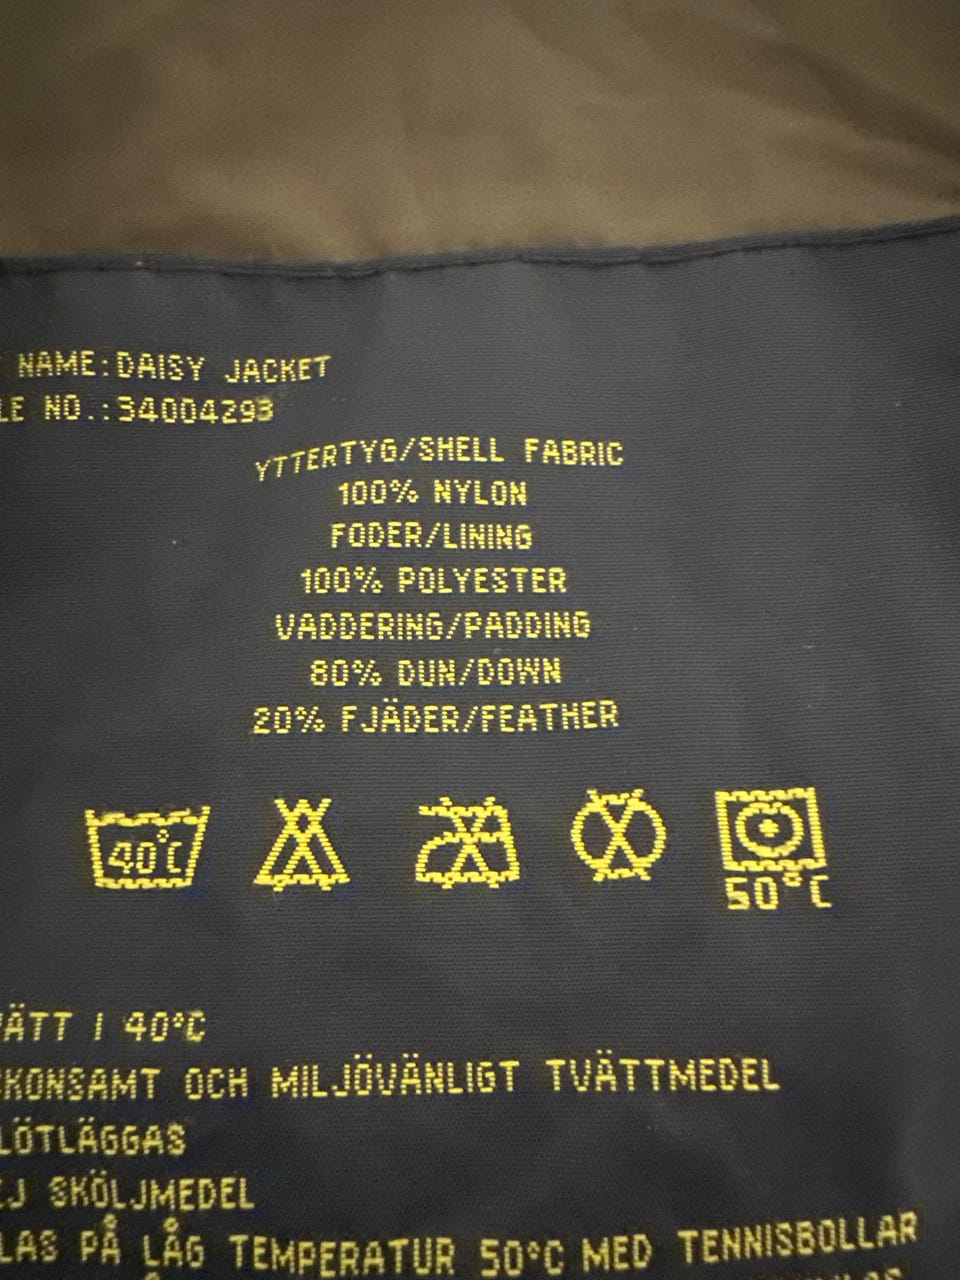 NAME:DAISY JACKET
LE NO.:34004293
YTTERTYG/SHELL FABRIC
100% NYLON
FODER/LINING
100% POLYESTER
VADDERING/PADDING
80% DUN/DOWN
20% FJÄDER/FEATHER
40°C
50°C
ÄTT I 40°C
KONSAMT OCH MILJÖVÄNLIGT TVÄTTMEDEL
LÖTLÄGGAS
EJ SKÖLJMEDEL
LAS PÅ LÅG TEMPERATUR 50°C MED TENNISBOLLAR